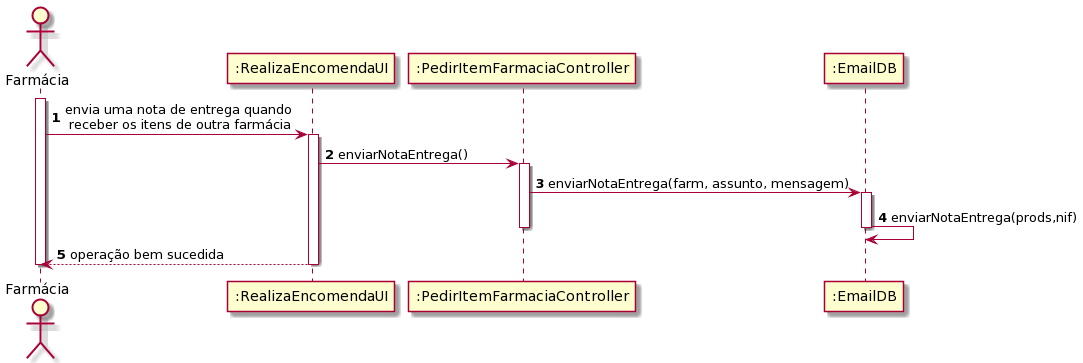 Farmácia
:RealizaEncomendaUI
:PedirItemFarmaciaController
:EmailDB
1 envia uma nota de entrega quando
receber os itens de outra farmácia
2 enviarNotaEntrega()
3 enviarNotaEntrega(farm, assunto, mensagem)
4 enviarNotaEntrega(prods,nif)
5 operação bem sucedida
Farmácia
:RealizaEncomendaUI
:PedirItemFarmaciaController
:EmailDB